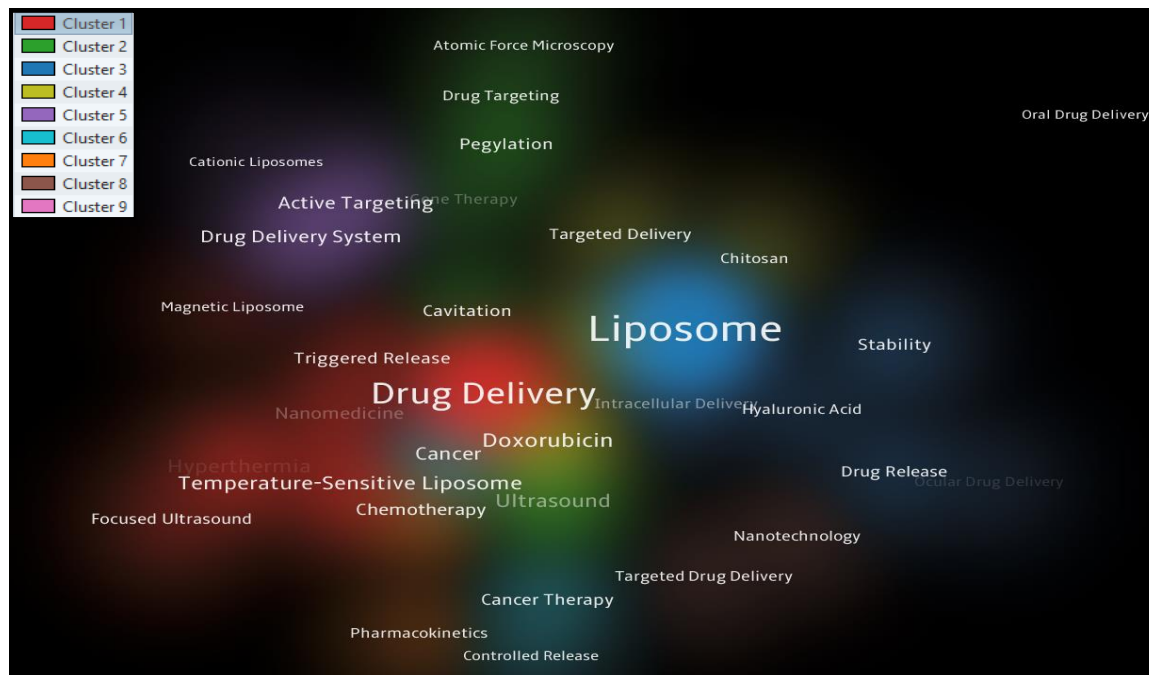 Cluster 1
Cluster 2
Cluster 3
Cluster 4
Cluster 5
Cluster 6
Cluster 7
Cluster 8
Cluster 9
Atomic Force Microscopy
Drug Targeting
Oral Drug Delivery
Pegylation
Cationic Liposomes
Active Targeting
Gene Therapy
Drug Delivery System
Targeted Delivery
Chitosan
Magnetic Liposome
Cavitation
Liposome
Stability
Triggered Release
Drug Delivery
Intracellular Delivery
Hyaluronic Acid
Nanomedicine
Doxorubicin
Cancer
Hyperthermia
Drug Release
Temperature-Sensitive Liposome
Ocular Drug Delivery
Ultrasound
Chemotherapy
Focused Ultrasound
Nanotechnology
Targeted Drug Delivery
Cancer Therapy
Pharmacokinetics
Controlled Release